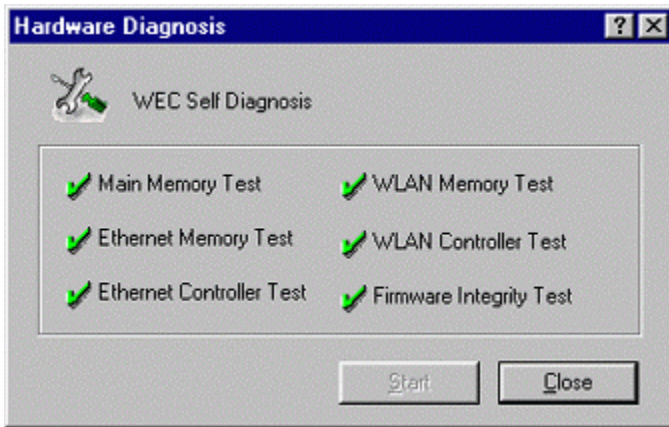 Hardware Diagnosis
WEC Self Diagnosis
Main Memory Test
WLAN Memory Test
Ethernet Memory Test
WLAN Controller Test
Ethernet Controller Test
Firmware Integrity Test
Start
Close